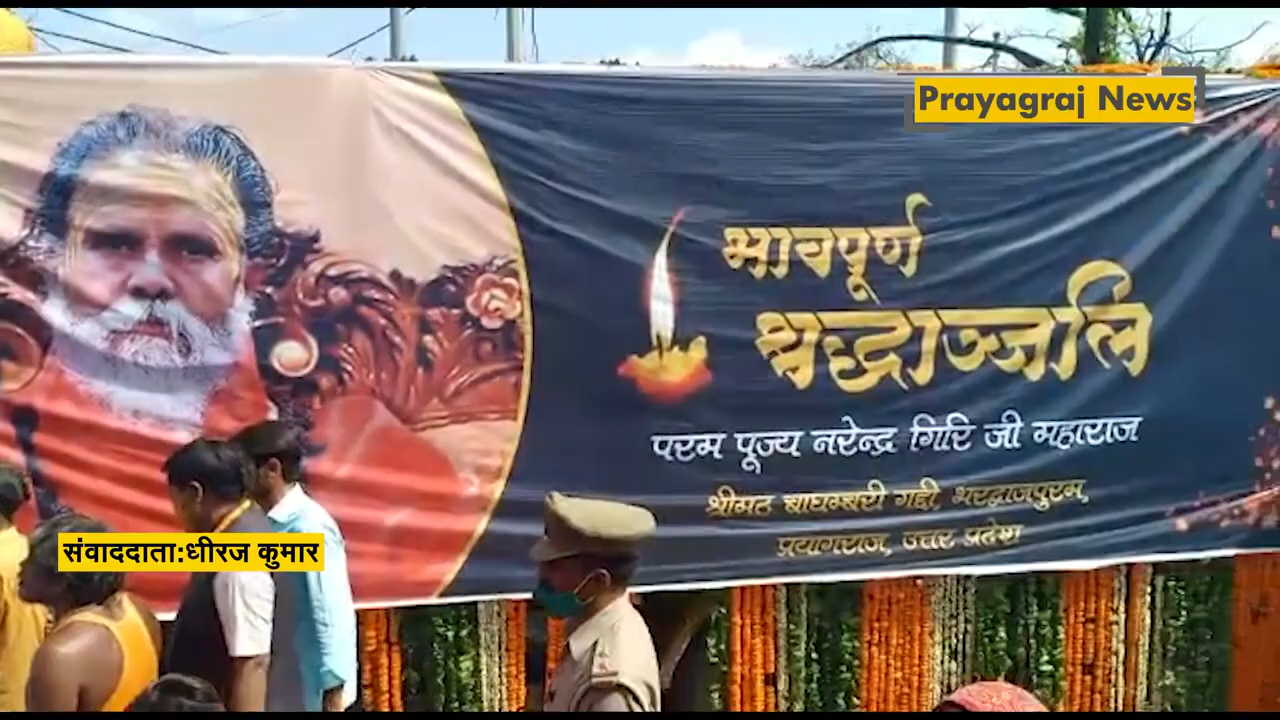 Prayagraj News
भावपूर्ण
श्रद्धाञ्जलि
परम पूज्य नरेन्द्र गिरि जी महाराज
श्रीमठ बाघम्बरी गद्दी, भरद्वाजपुरम,
प्रयागराज, उत्तर प्रदेश
संवाददाता:धीरज कुमार